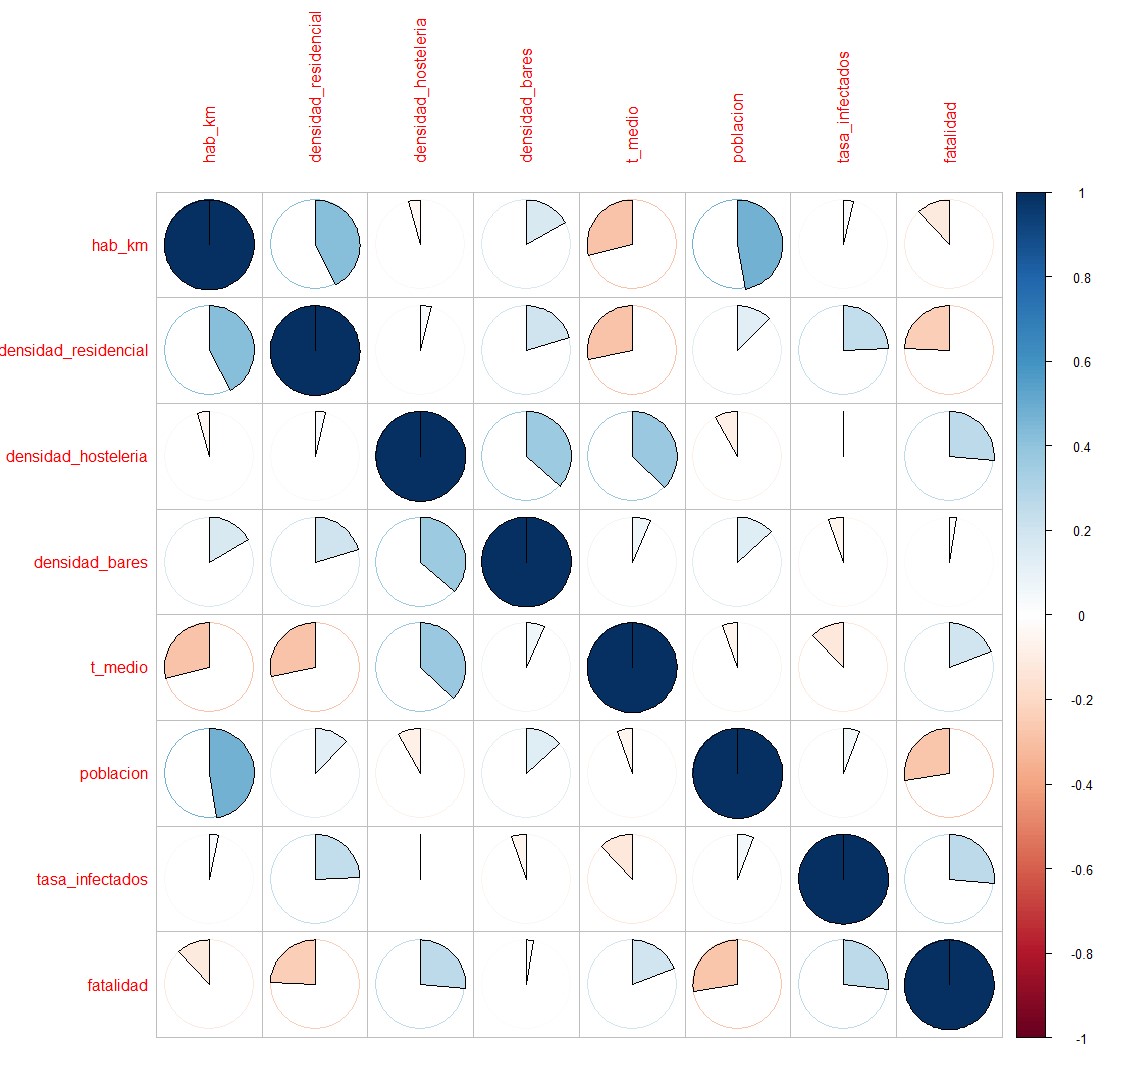 hab_km
densidad_residencial
densidad_hosteleria
densidad_bares
t_medio
poblacion
tasa_infectados
fatalidad
hab_km
densidad_residencial
densidad_hosteleria
densidad_bares
t_medio
poblacion
tasa_infectados
fatalidad
1
0.8
0.6
0.4
0.2
0
-0.2
-0.4
-0.6
-0.8
-1